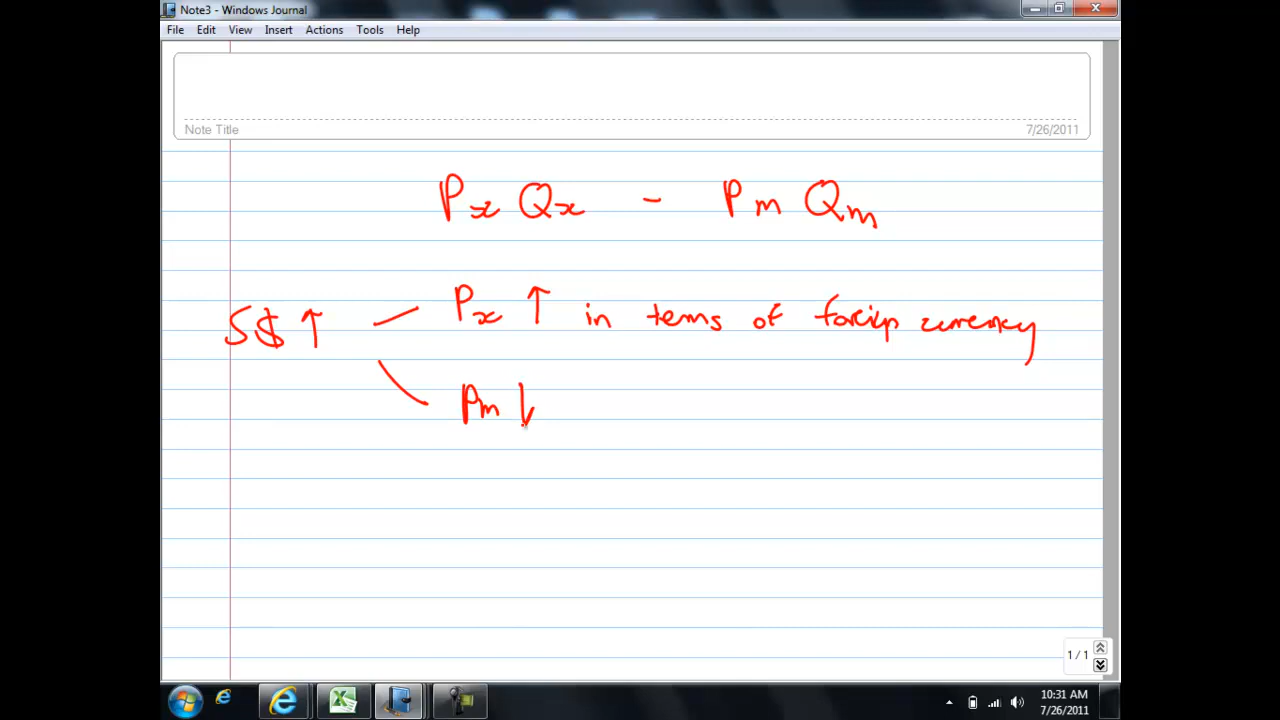 Note3 - Windows Journal
File Edit View Insert Actions Tools Help
Note Title 7/26/2011
Px Qx - Pm Qm
S$ ↑ Px ↑ in terms of foreign currency
Pm ↓
1 / 1
10:31 AM
7/26/2011